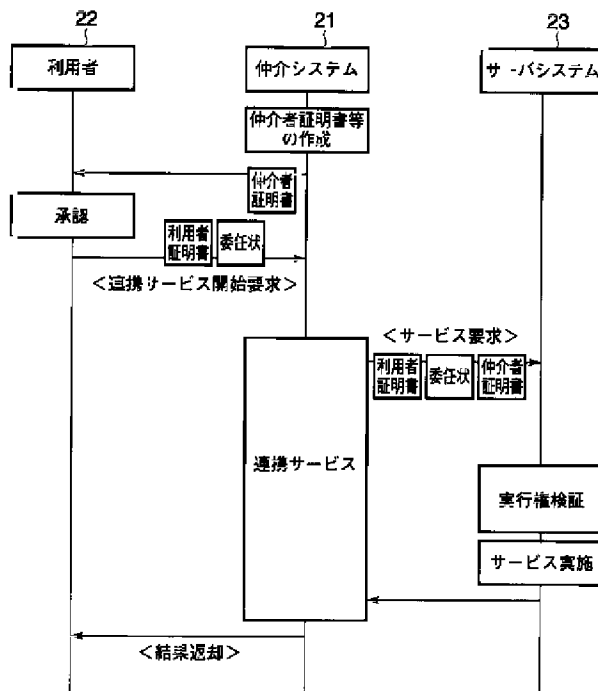 22
21
23
利用者
仲介システム
サーバシステム
仲介者証明書等
の作成
仲介者
証明書
承認
利用者
証明書
委任状
＜連携サービス開始要求＞
＜サービス要求＞
利用者
証明書
委任状
仲介者
証明書
連携サービス
実行権検証
サービス実施
＜結果返却＞